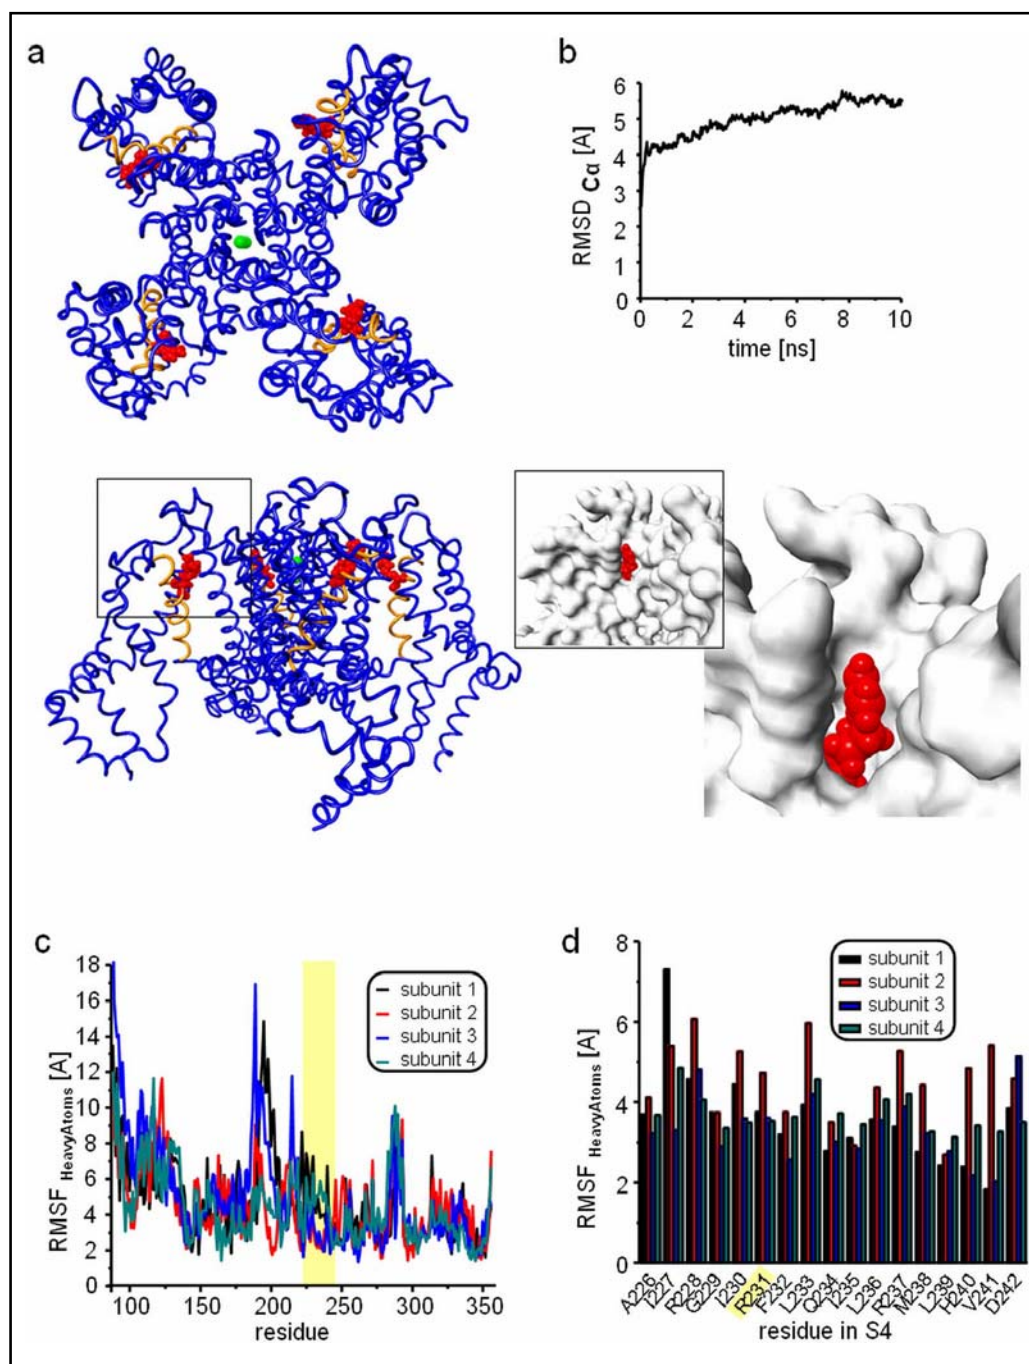 a
b
RMSD Cα [A]
6
5
4
3
2
1
0
0 2 4 6 8 10
time [ns]
c
RMSF HeavyAtoms [A]
18
16
14
12
10
8
6
4
2
0
subunit 1
subunit 2
subunit 3
subunit 4
100 150 200 250 300 350
residue
d
RMSF HeavyAtoms [A]
8
6
4
2
0
subunit 1
subunit 2
subunit 3
subunit 4
A226 I227 R228 G229 I230 R231 F232 L233 Q234 I235 L236 R237 M238 L239 H240 V241 D242
residue in S4